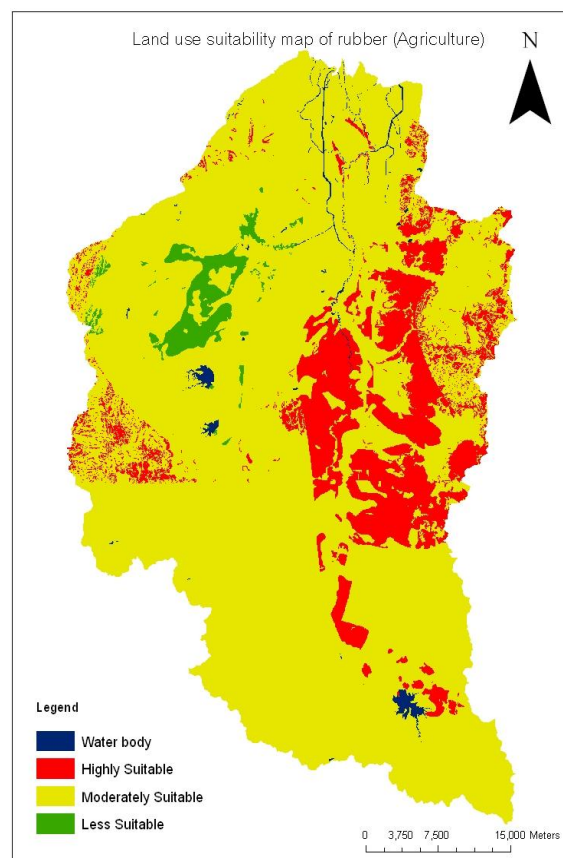 Land use suitability map of rubber (Agriculture)
N
Legend
Water body
Highly Suitable
Moderately Suitable
Less Suitable
0 3,750 7,500 15,000 Meters